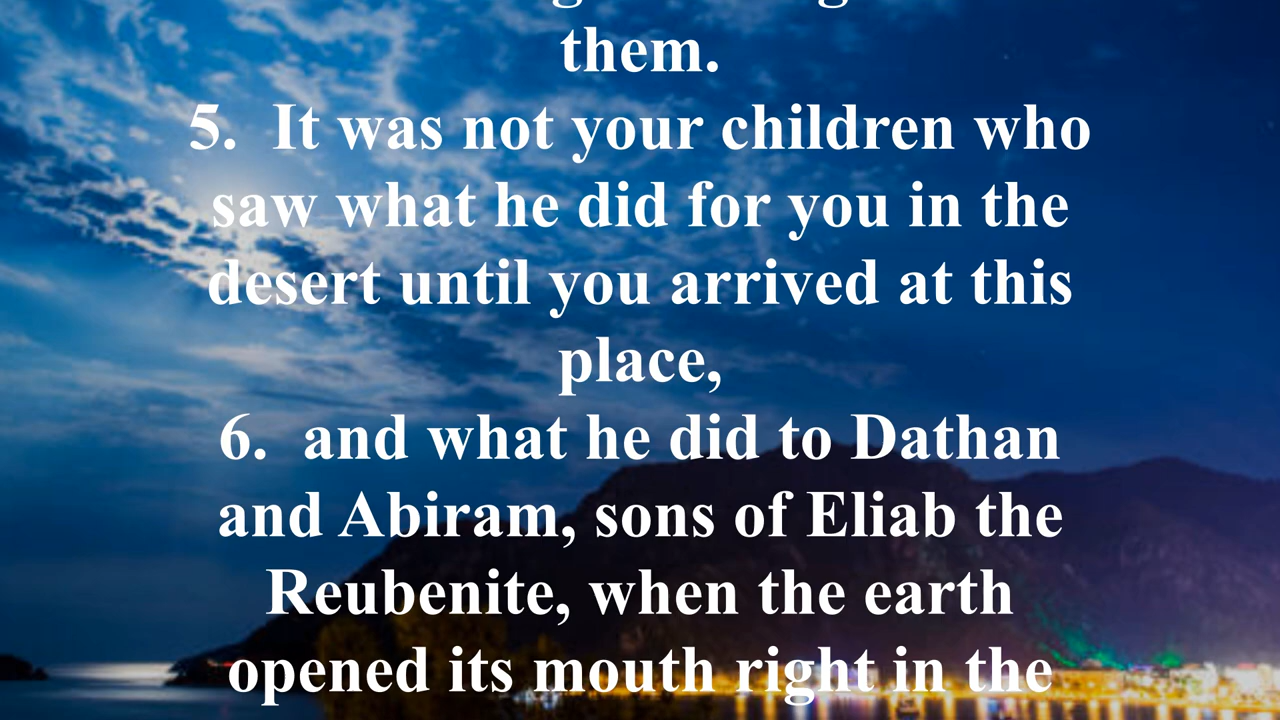 them.
5. It was not your children who
saw what he did for you in the
desert until you arrived at this
place,
6. and what he did to Dathan
and Abiram, sons of Eliab the
Reubenite, when the earth
opened its mouth right in the